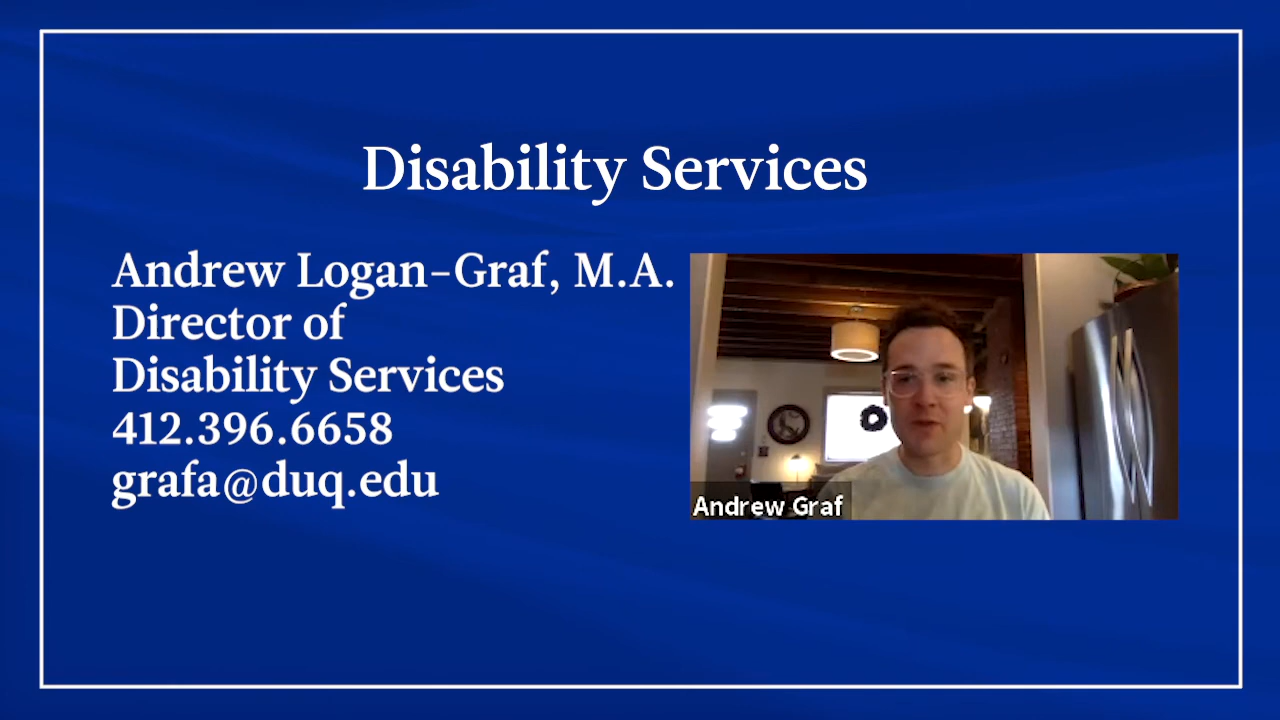 Disability Services
Andrew Logan-Graf, M.A.
Director of
Disability Services
412.396.6658
grafa@duq.edu
Andrew Graf